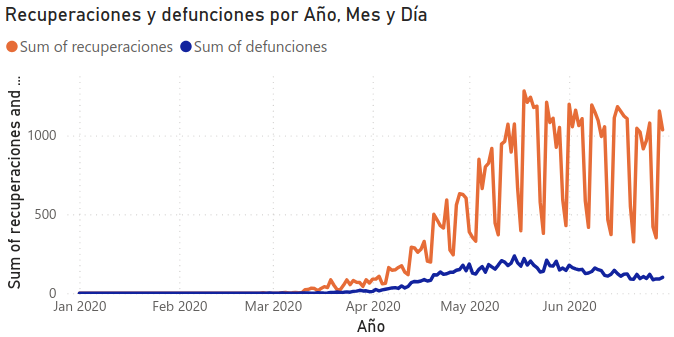 Recuperaciones y defunciones por Año, Mes y Día
Sum of recuperaciones Sum of defunciones
Sum of recuperaciones and ...
1000
500
0
Jan 2020 Feb 2020 Mar 2020 Apr 2020 May 2020 Jun 2020
Año